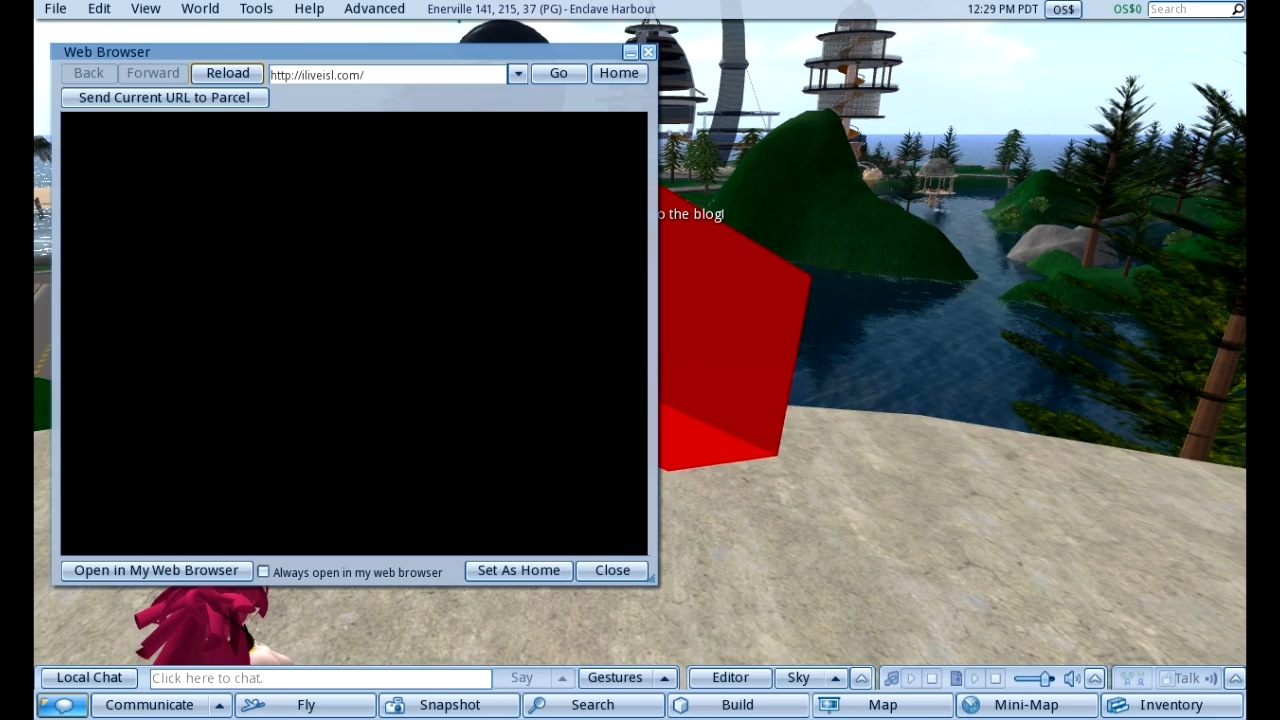 File Edit View World Tools Help Advanced Enerville 141, 215, 37 (PG) - Enclave Harbour 12:29 PM PDT OS$ OS$0 Search
Web Browser
Back Forward Reload http://iliveisl.com/ Go Home
Send Current URL to Parcel
o the blog!
Open in My Web Browser Always open in my web browser Set As Home Close
Local Chat Click here to chat. Say Gestures Editor Sky Talk
Communicate Fly Snapshot Search Build Map Mini-Map Inventory